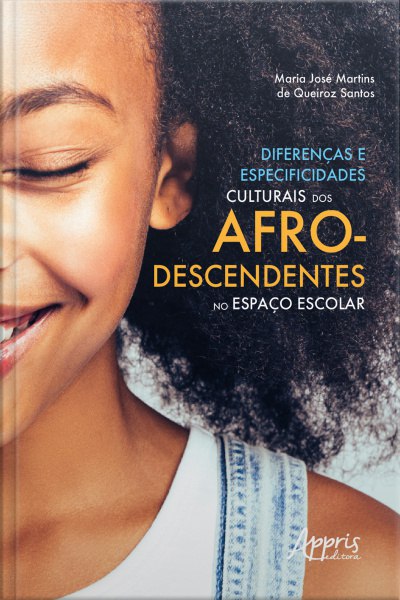 Maria José Martins
de Queiroz Santos
DIFERENÇAS E
ESPECIFICIDADES
CULTURAIS DOS
AFRO-
DESCENDENTES
NO ESPAÇO ESCOLAR
Appris
editora